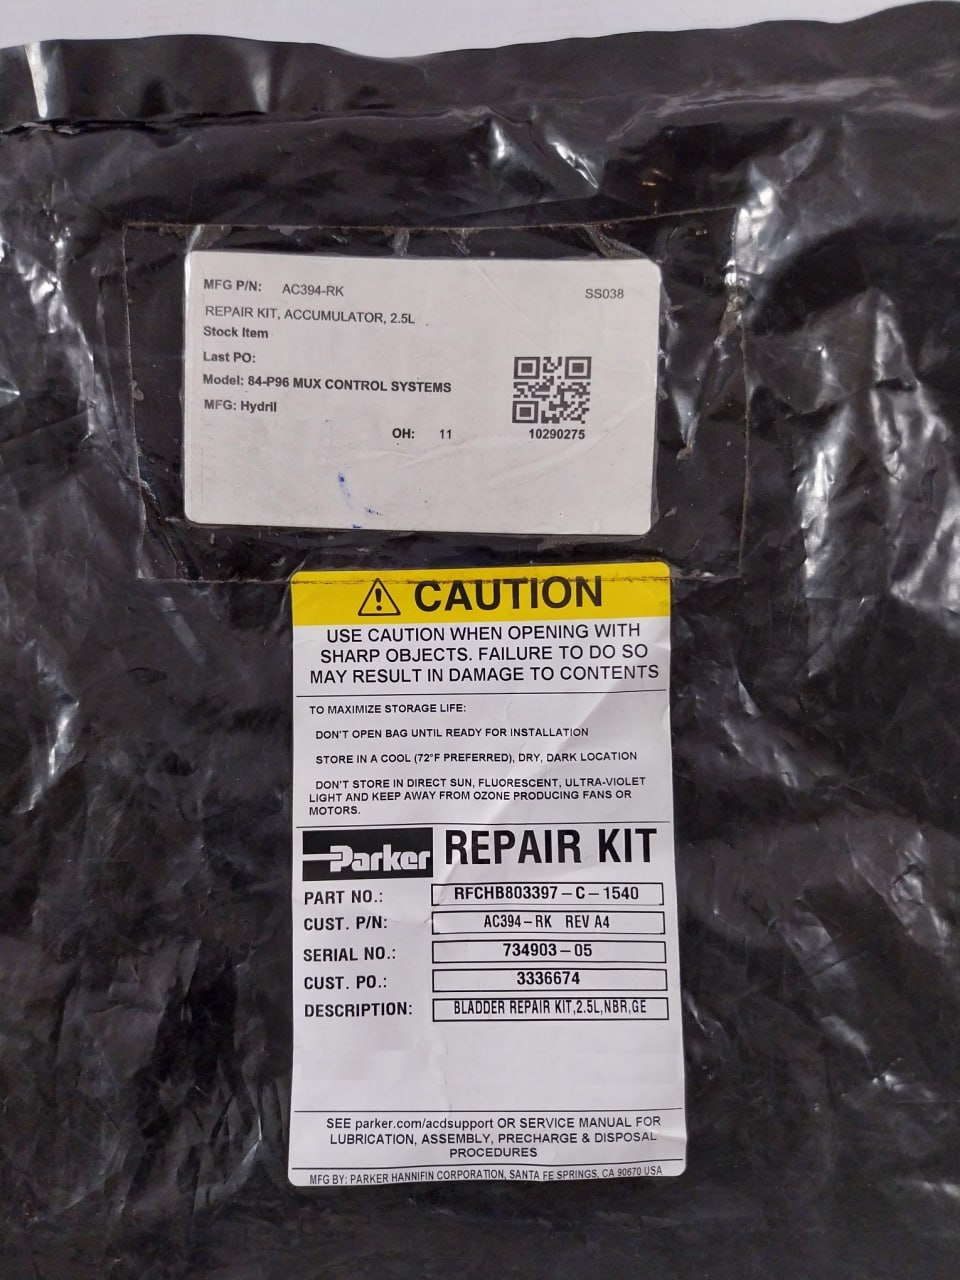 MFG P/N: AC394-RK SS038
REPAIR KIT, ACCUMULATOR, 2.5L
Stock Item
Last PO:
Model: 84-P96 MUX CONTROL SYSTEMS
MFG: Hydril
OH: 11 10290275
CAUTION
USE CAUTION WHEN OPENING WITH
SHARP OBJECTS. FAILURE TO DO SO
MAY RESULT IN DAMAGE TO CONTENTS
TO MAXIMIZE STORAGE LIFE:
DON'T OPEN BAG UNTIL READY FOR INSTALLATION
STORE IN A COOL (72°F PREFERRED), DRY, DARK LOCATION
DON'T STORE IN DIRECT SUN, FLUORESCENT, ULTRA-VIOLET
LIGHT AND KEEP AWAY FROM OZONE PRODUCING FANS OR
MOTORS.
Parker REPAIR KIT
PART NO.: RFCHB803397-C-1540
CUST. P/N: AC394-RK REV A4
SERIAL NO.: 734903-05
CUST. PO.: 3336674
DESCRIPTION: BLADDER REPAIR KIT,2.5L,NBR,GE
SEE parker.com/acdsupport OR SERVICE MANUAL FOR
LUBRICATION, ASSEMBLY, PRECHARGE & DISPOSAL
PROCEDURES
MFG BY: PARKER HANNIFIN CORPORATION, SANTA FE SPRINGS, CA 90670 USA